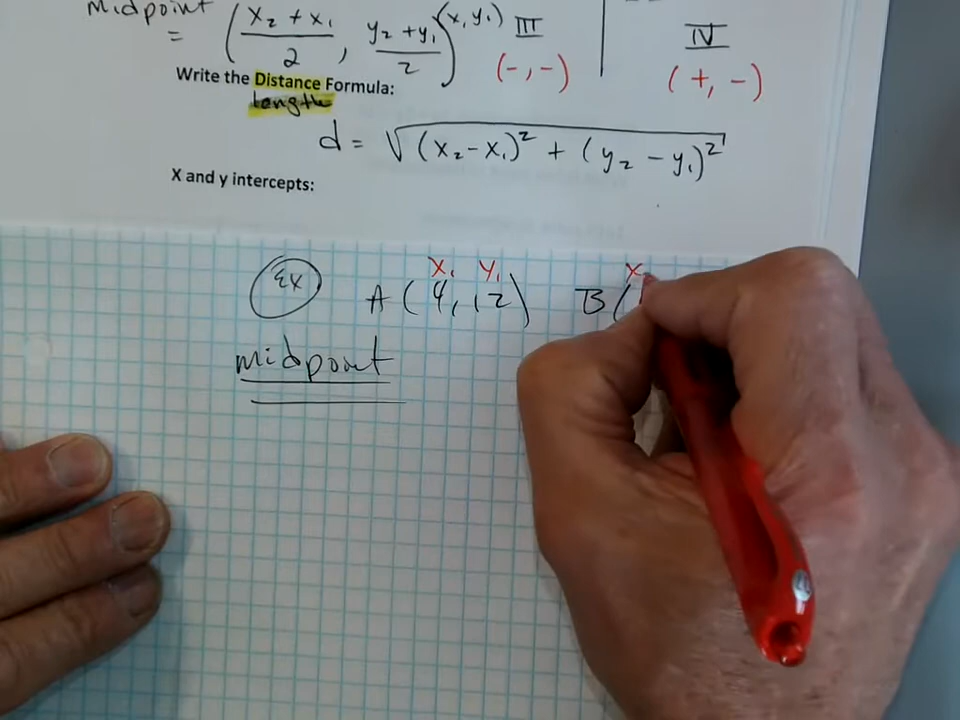 Midpoint = ( (x₂ + x₁)/2 , (y₂ + y₁)/2 ) (x₁ y₁) III IV
(-, -) (+, -)
Write the Distance Formula:
Length
d = √(x₂ - x₁)² + (y₂ - y₁)²
X and y intercepts:
x₁ y₁ x
Ex A (4, 12) B (
midpoint